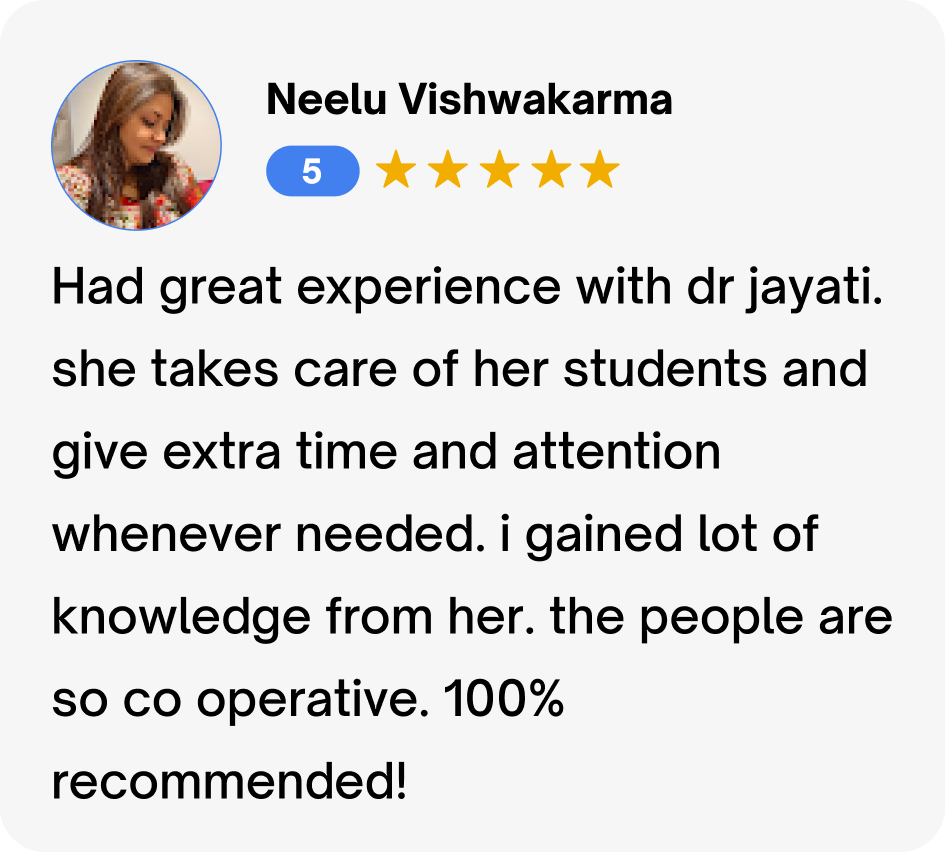 Neelu Vishwakarma
5
Had great experience with dr jayati.
she takes care of her students and
give extra time and attention
whenever needed. i gained lot of
knowledge from her. the people are
so co operative. 100%
recommended!